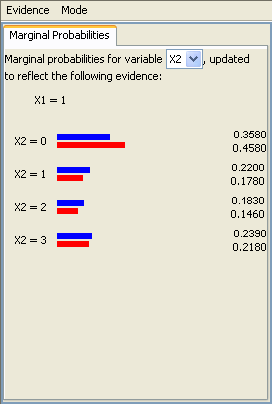 Evidence Mode
Marginal Probabilities
Marginal probabilities for variable X2 , updated
to reflect the following evidence:
X1 = 1
X2 = 0 0.3580
0.4580
X2 = 1 0.2200
0.1780
X2 = 2 0.1830
0.1460
X2 = 3 0.2390
0.2180